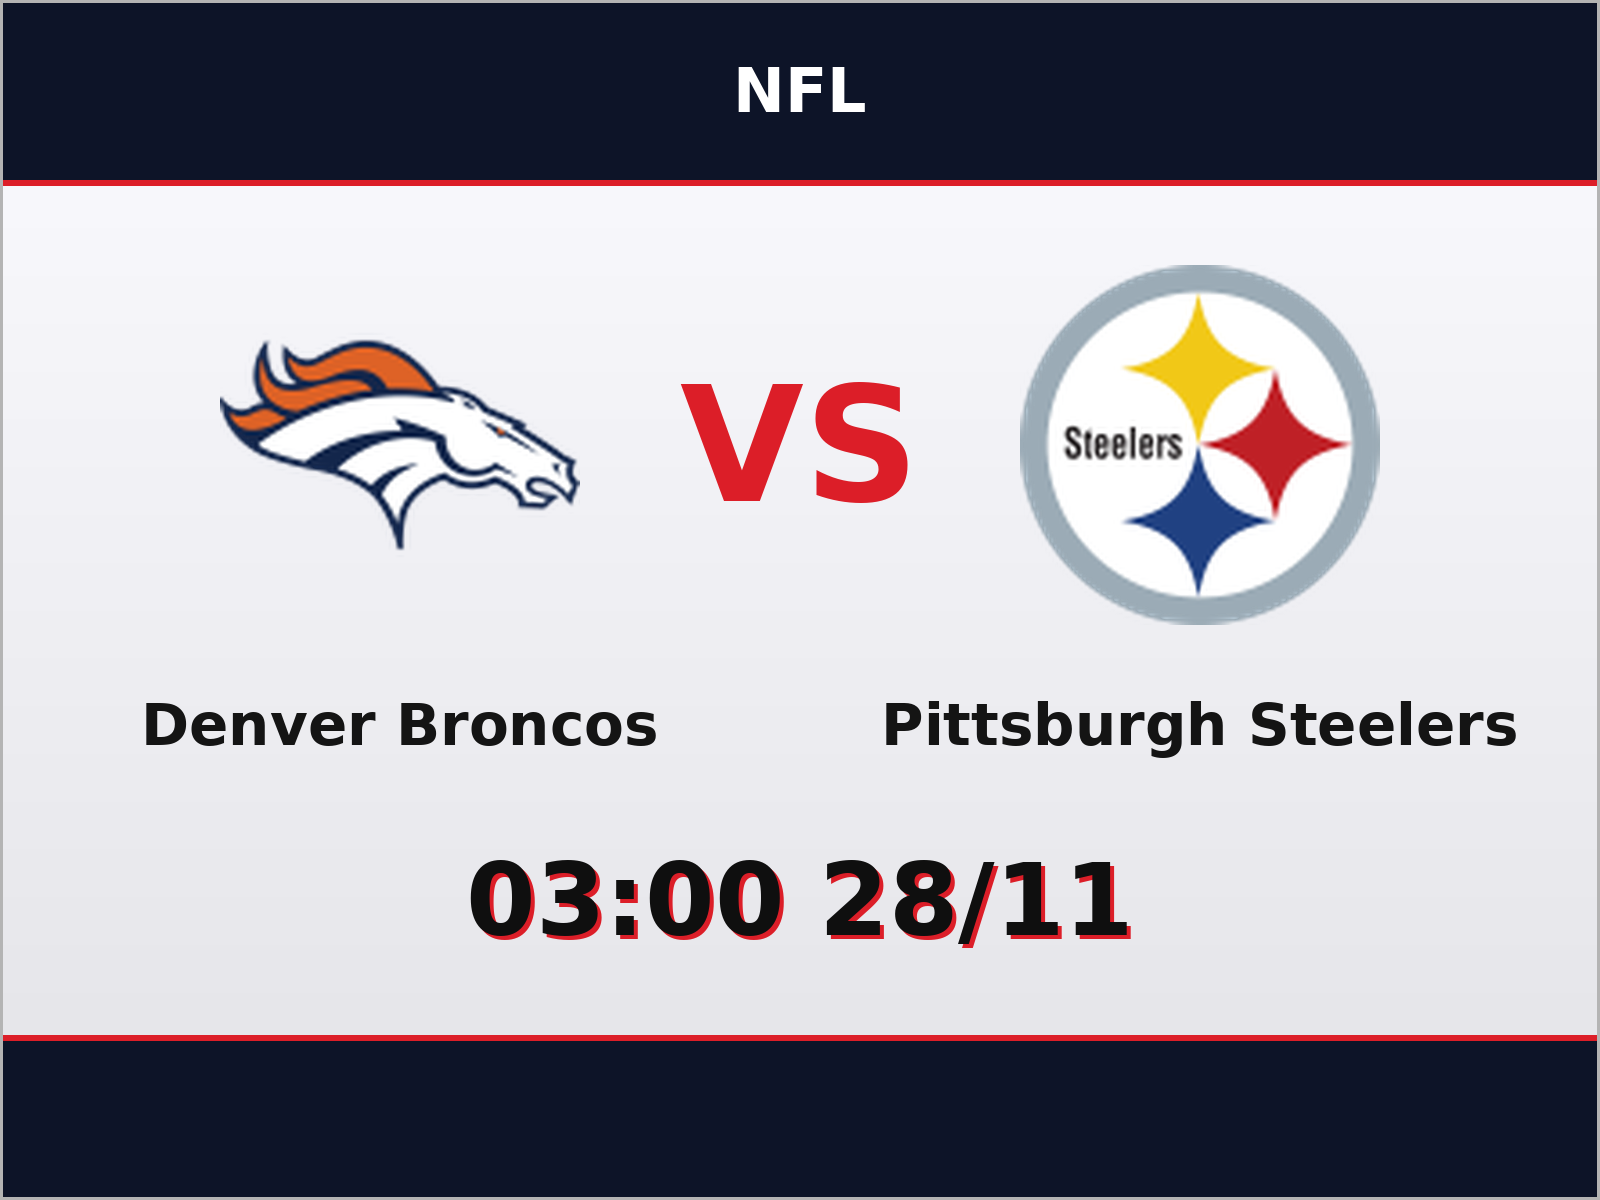 NFL
VS
Steelers
Denver Broncos
Pittsburgh Steelers
03:00 28/11